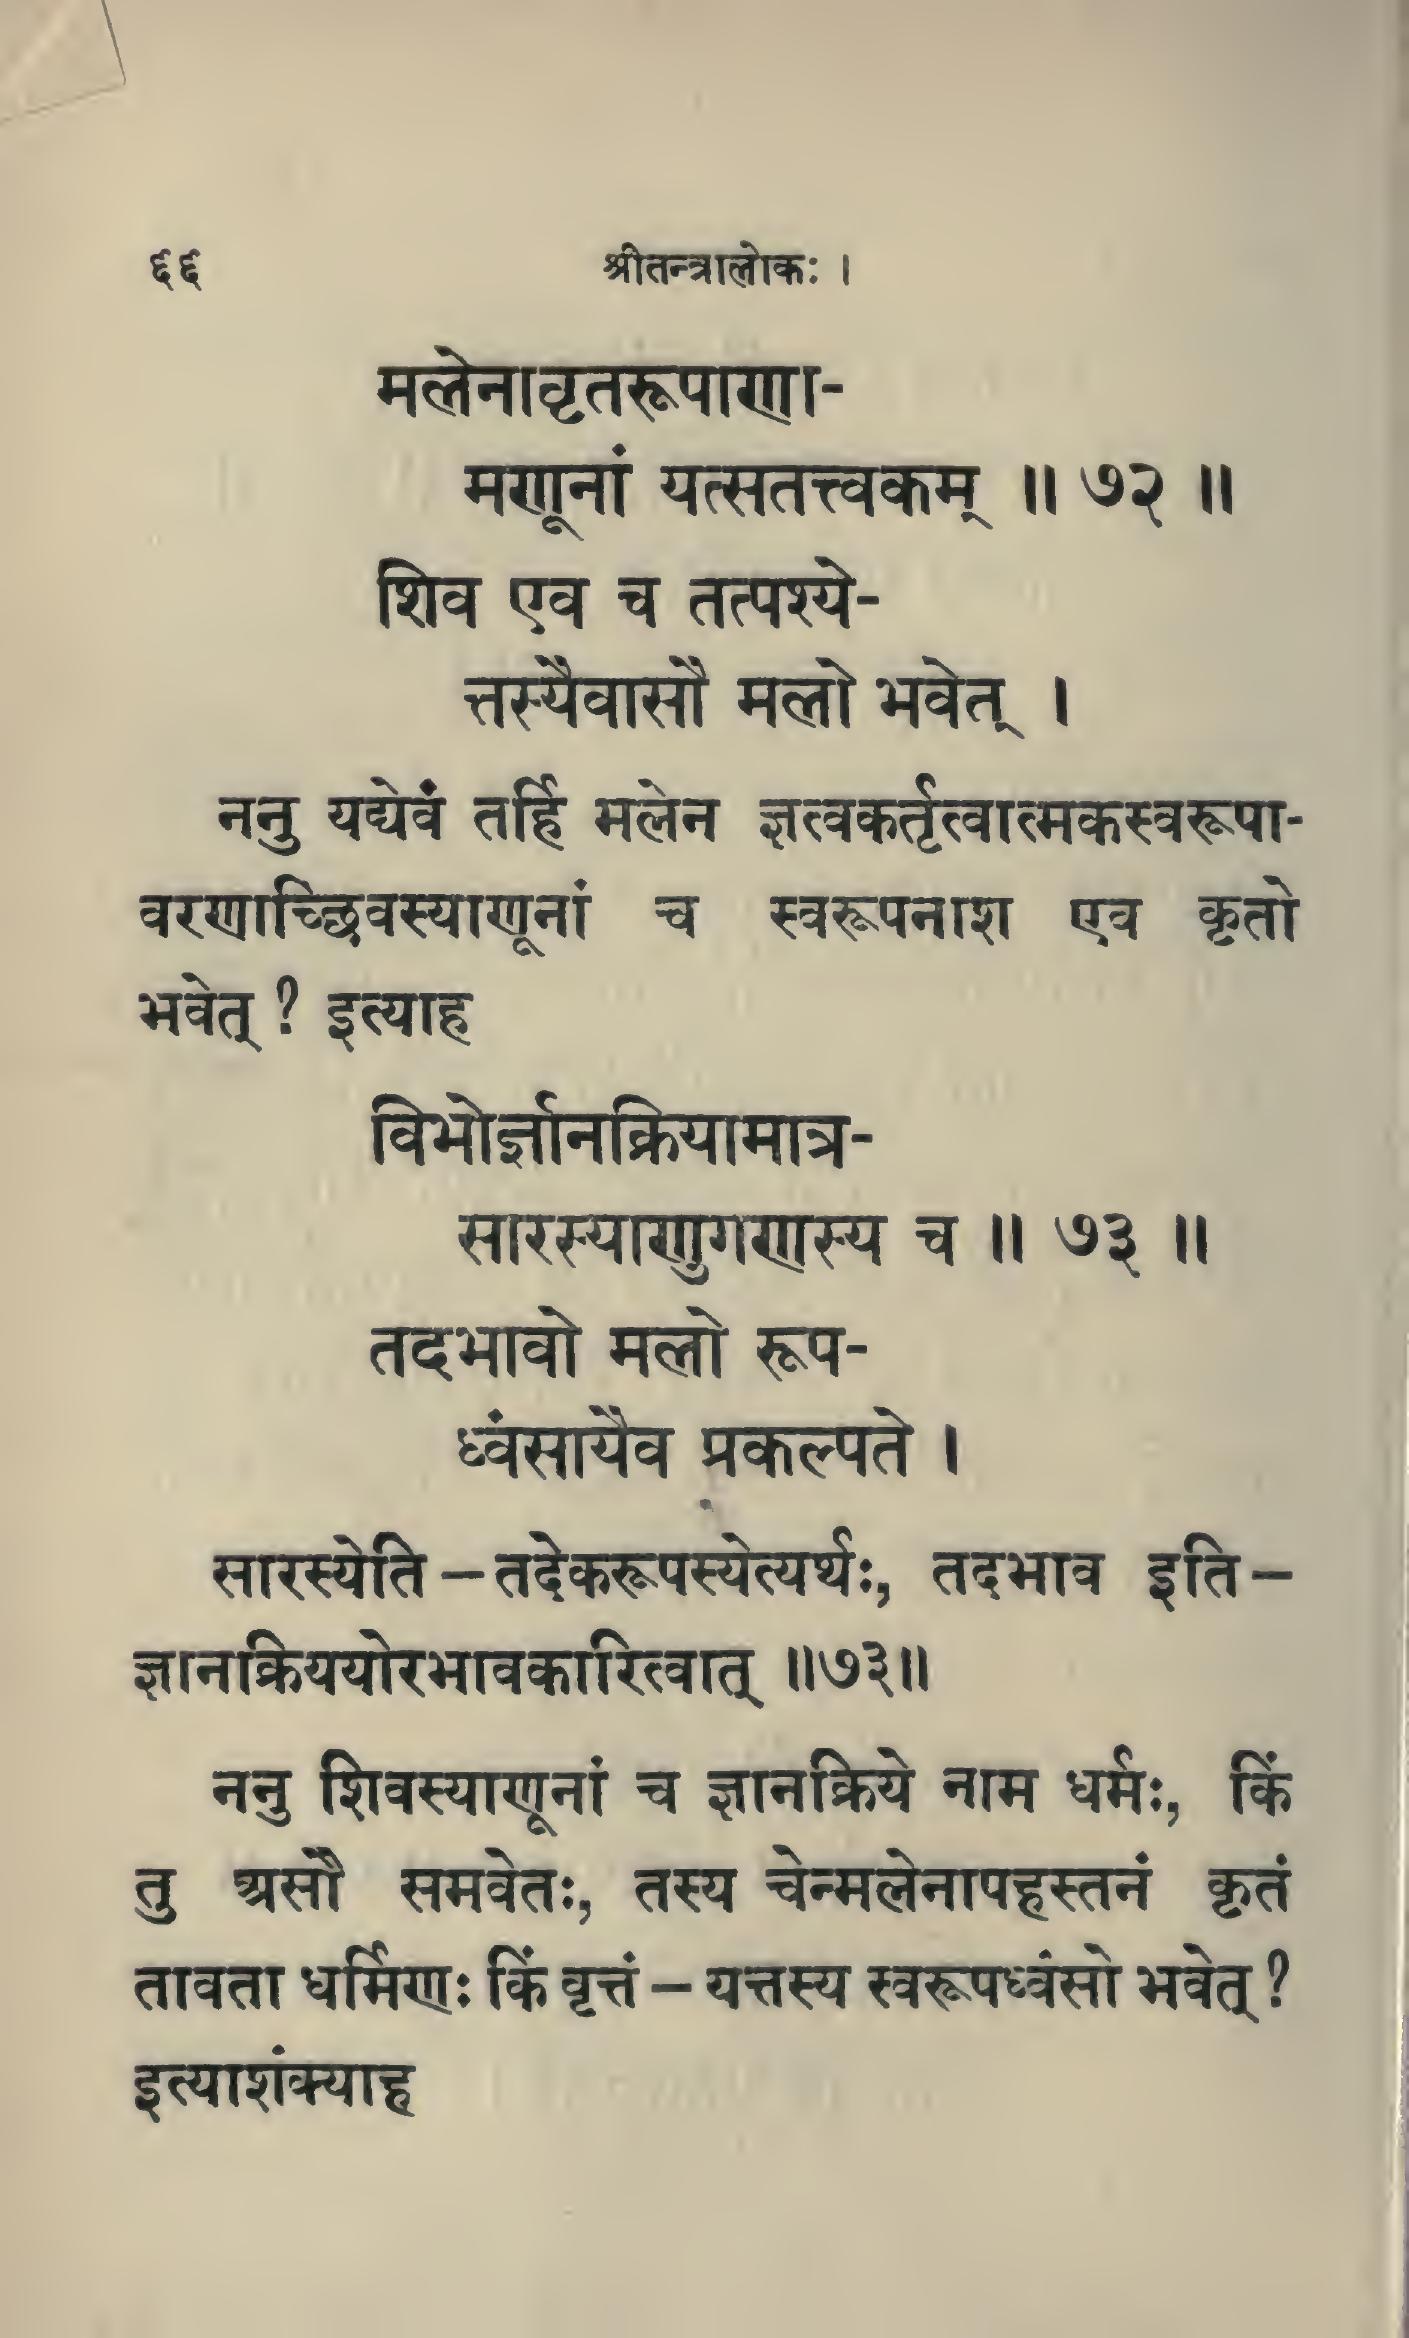 ६६ श्रीतन्त्रालोकः ।
मलेनावृतरूपाणा-
मणूनां यत्सतत्त्वकम् ॥ ७२ ॥
शिव एव च तत्पश्ये-
त्तस्यैवासौ मलो भवेत् ।
ननु यद्येवं तर्हि मलेन ज्ञत्वकर्तृत्वात्मकस्वरूपा-
वरणाच्छिवस्याणूनां च स्वरूपनाश एव कृतो
भवेत् ? इत्याह
विभोर्ज्ञानक्रियामात्र-
सारस्याणुगणस्य च ॥ ७३ ॥
तदभावो मलो रूप-
ध्वंसायैव प्रकल्पते ।
सारस्येति – तदेकरूपस्येत्यर्थः, तदभाव इति –
ज्ञानक्रिययोरभावकारित्वात् ॥७३॥
ननु शिवस्याणूनां च ज्ञानक्रिये नाम धर्मः, किं
तु असौ समवेतः, तस्य चेन्मलेनापहस्तनं कृतं
तावता धर्मिणः किं वृत्तं – यत्तस्य स्वरूपध्वंसो भवेत् ?
इत्याशंक्याह